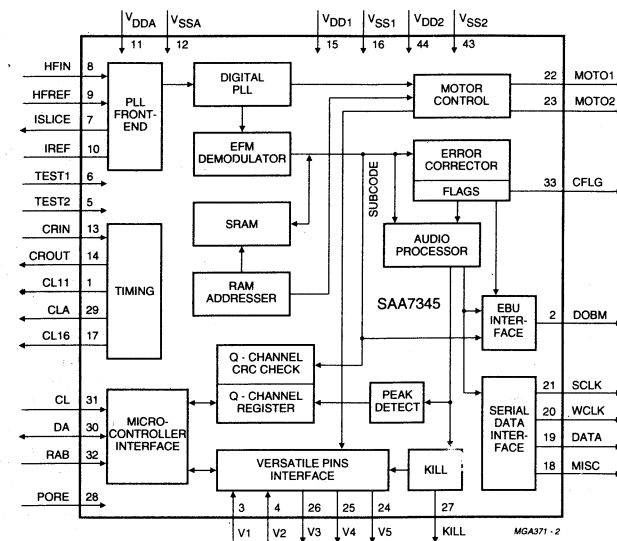 VDDA VSSA VDD1 VSS1 VDD2 VSS2
11 12 15 16 44 43
HFIN 8
HFREF 9
ISLICE 7
IREF 10
TEST1 6
TEST2 5
CRIN 13
CROUT 14
CL11 1
CLA 29
CL16 17
CL 31
DA 30
RAB 32
PORE 28
PLL
FRONT-
END
DIGITAL
PLL
EFM
DEMODULATOR
SRAM
RAM
ADDRESSER
TIMING
MOTOR
CONTROL
22 MOTO1
23 MOTO2
SUBCODE
ERROR
CORRECTOR
FLAGS
33 CFLG
AUDIO
PROCESSOR
SAA7345
EBU
INTER-
FACE
2 DOBM
Q - CHANNEL
CRC CHECK
Q - CHANNEL
REGISTER
PEAK
DETECT
MICRO-
CONTROLLER
INTERFACE
VERSATILE PINS
INTERFACE
KILL
SERIAL
DATA
INTER-
FACE
21 SCLK
20 WCLK
19 DATA
18 MISC
3 4 26 25 24 27
V1 V2 V3 V4 V5 KILL
MGA371 - 2